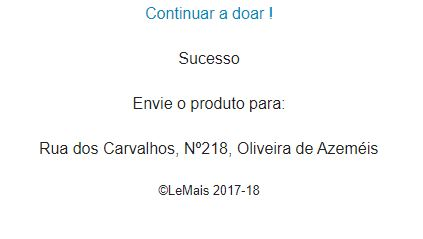 Continuar a doar !
Sucesso
Envie o produto para:
Rua dos Carvalhos, Nº218, Oliveira de Azeméis
©LeMais 2017-18